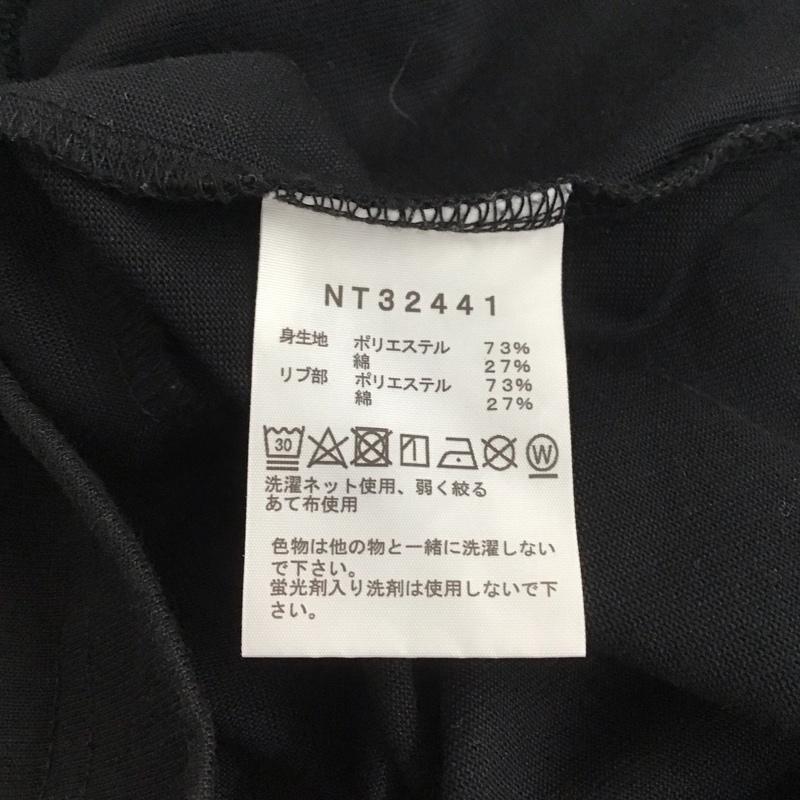 NT32441
身生地 ポリエステル 73%
綿 27%
リブ部 ポリエステル 73%
綿 27%
30 W
洗濯ネット使用、弱く絞る
あて布使用
色物は他の物と一緒に洗濯しない
で下さい。
蛍光剤入り洗剤は使用しないで下
さい。